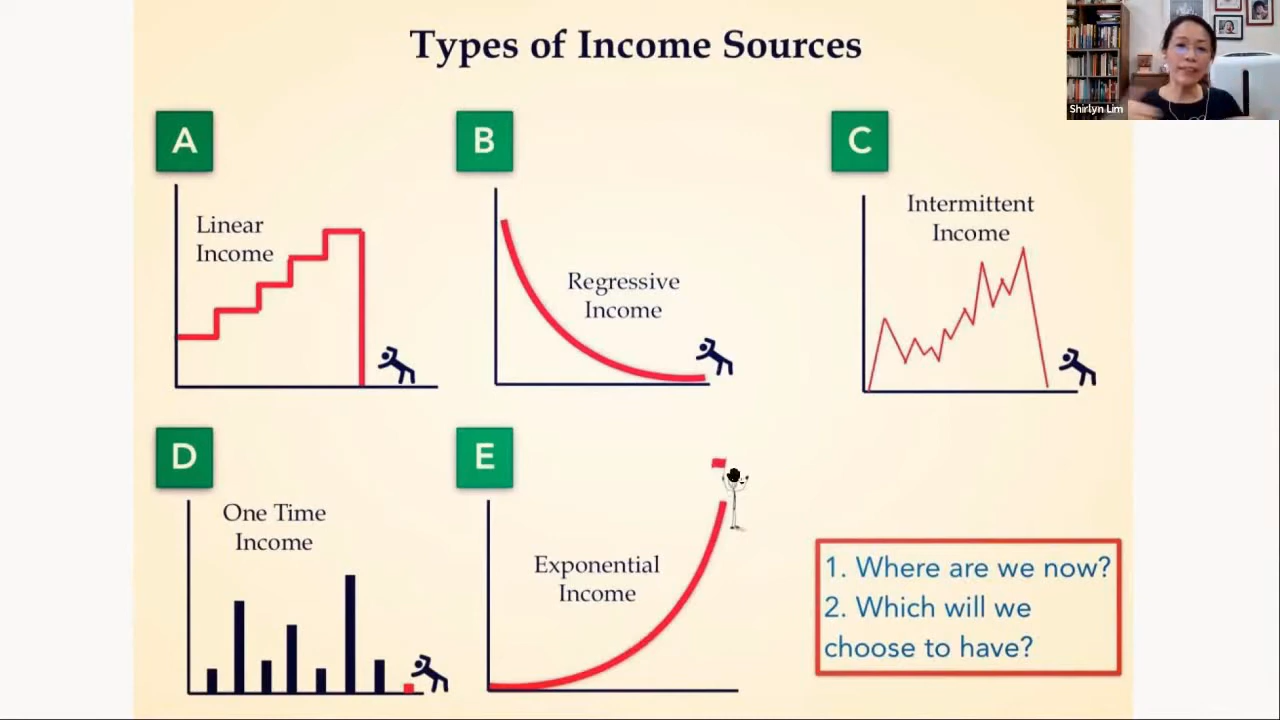 Types of Income Sources
Shirlyn Lim
A
Linear
Income
B
Regressive
Income
C
Intermittent
Income
D
One Time
Income
E
Exponential
Income
1. Where are we now?
2. Which will we
choose to have?